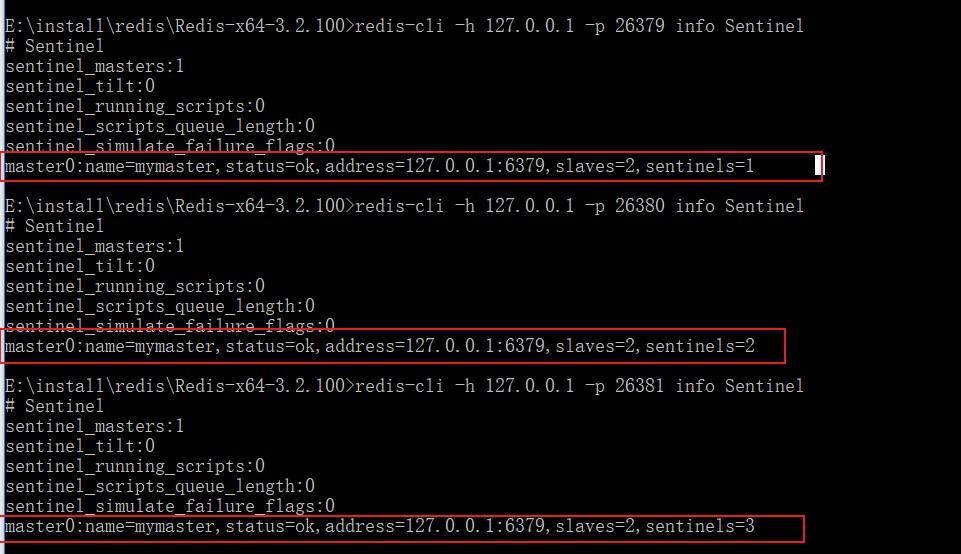 E:\install\redis\Redis-x64-3.2.100>redis-cli -h 127.0.0.1 -p 26379 info Sentinel
# Sentinel
sentinel_masters:1
sentinel_tilt:0
sentinel_running_scripts:0
sentinel_scripts_queue_length:0
sentinel_simulate_failure_flags:0
master0:name=mymaster,status=ok,address=127.0.0.1:6379,slaves=2,sentinels=1
E:\install\redis\Redis-x64-3.2.100>redis-cli -h 127.0.0.1 -p 26380 info Sentinel
# Sentinel
sentinel_masters:1
sentinel_tilt:0
sentinel_running_scripts:0
sentinel_scripts_queue_length:0
sentinel_simulate_failure_flags:0
master0:name=mymaster,status=ok,address=127.0.0.1:6379,slaves=2,sentinels=2
E:\install\redis\Redis-x64-3.2.100>redis-cli -h 127.0.0.1 -p 26381 info Sentinel
# Sentinel
sentinel_masters:1
sentinel_tilt:0
sentinel_running_scripts:0
sentinel_scripts_queue_length:0
sentinel_simulate_failure_flags:0
master0:name=mymaster,status=ok,address=127.0.0.1:6379,slaves=2,sentinels=3